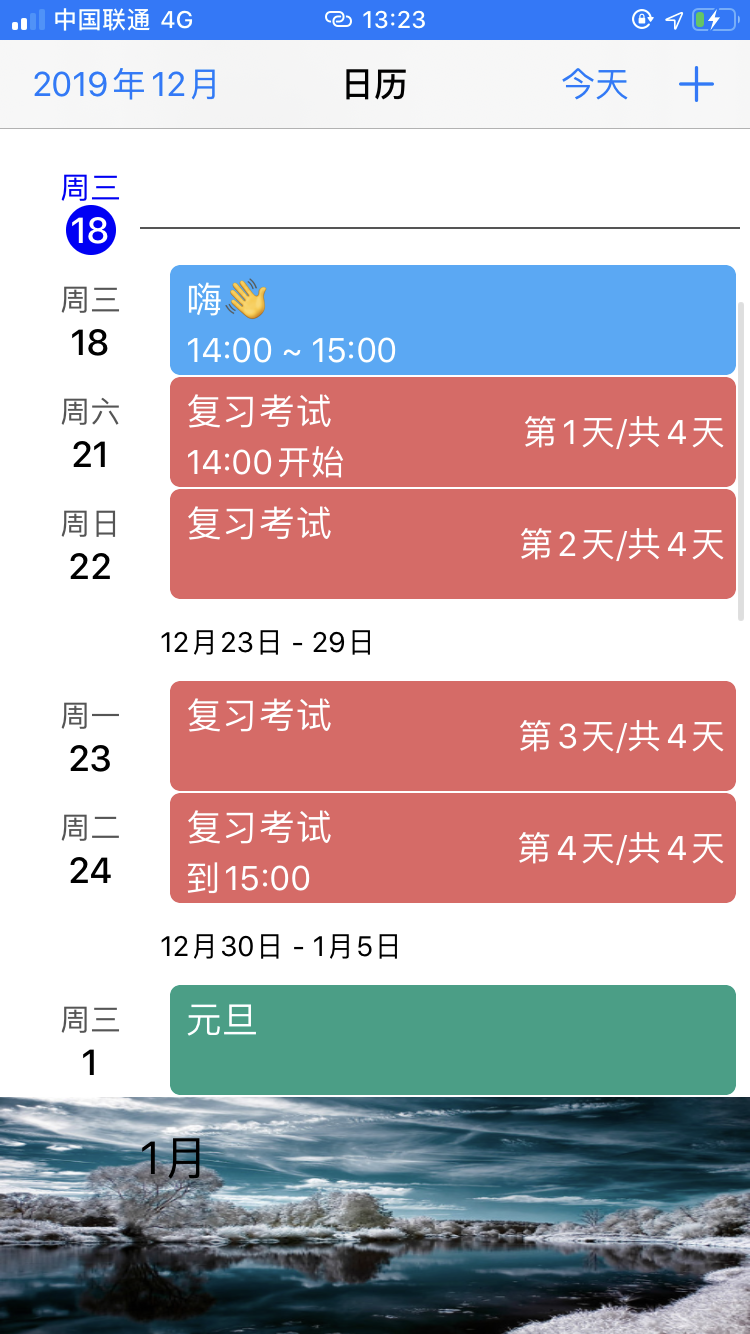 中国联通 4G 13:23
2019年12月 日历 今天
周三
18
周三
18
嗨👋
14:00 ~ 15:00
周六
21
复习考试
14:00开始
第1天/共4天
周日
22
复习考试
第2天/共4天
12月23日 - 29日
周一
23
复习考试
第3天/共4天
周二
24
复习考试
到15:00
第4天/共4天
12月30日 - 1月5日
周三
1
元旦
1月